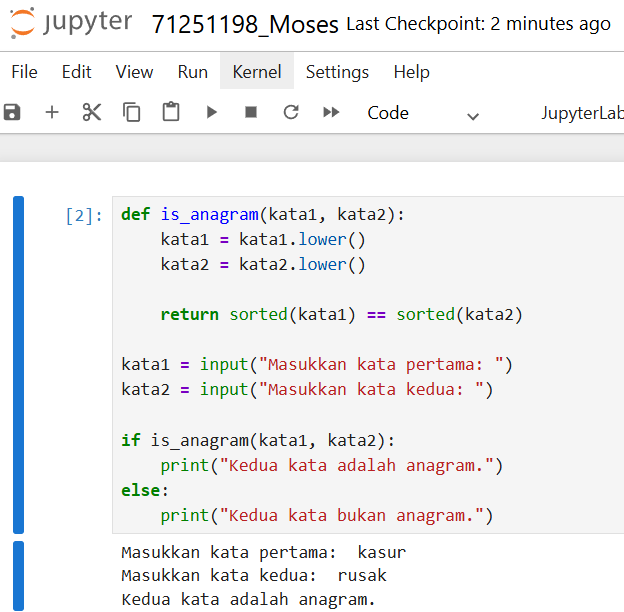 jupyter 71251198_Moses Last Checkpoint: 2 minutes ago
File Edit View Run Kernel Settings Help
Code JupyterLab
[2]: def is_anagram(kata1, kata2):
    kata1 = kata1.lower()
    kata2 = kata2.lower()
    return sorted(kata1) == sorted(kata2)
kata1 = input("Masukkan kata pertama: ")
kata2 = input("Masukkan kata kedua: ")
if is_anagram(kata1, kata2):
    print("Kedua kata adalah anagram.")
else:
    print("Kedua kata bukan anagram.")
Masukkan kata pertama:  kasur
Masukkan kata kedua:  rusak
Kedua kata adalah anagram.